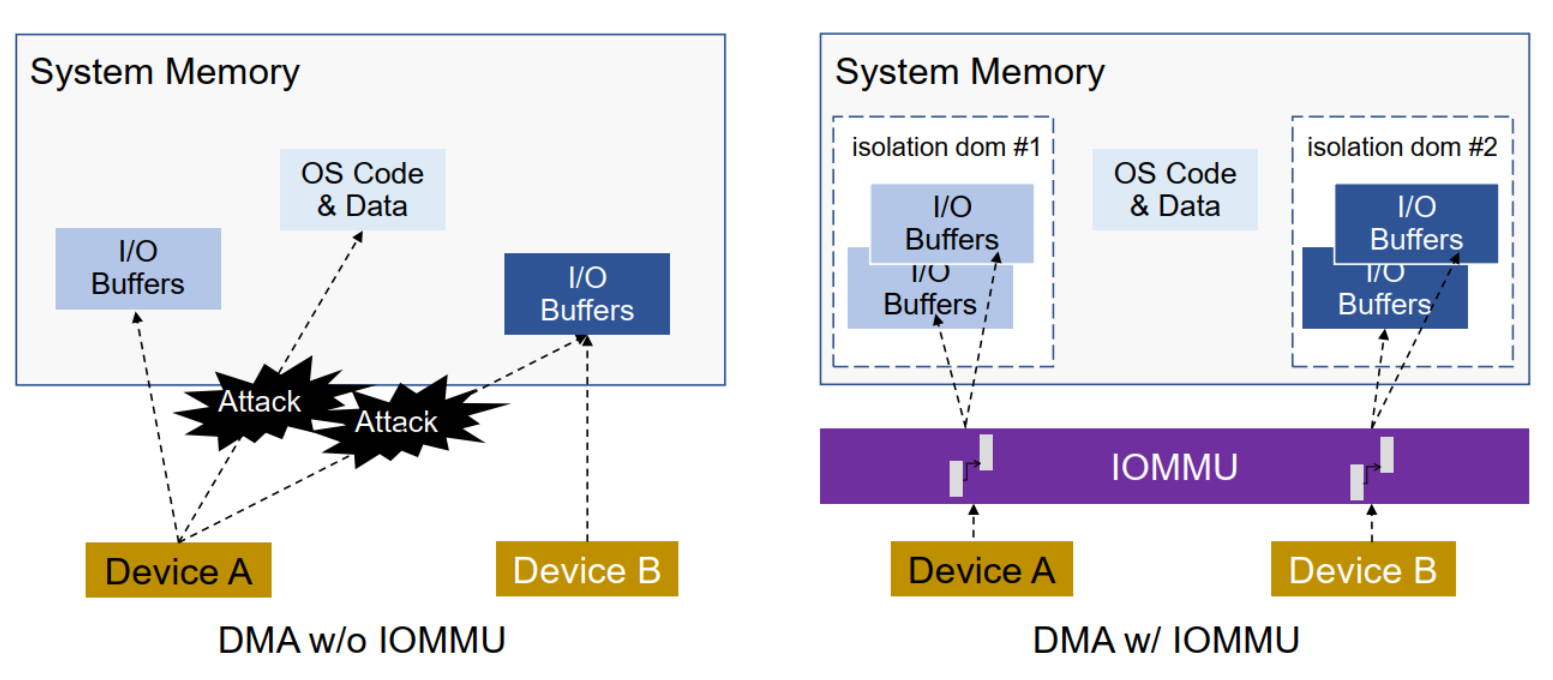 System Memory
OS Code
& Data
I/O
Buffers
I/O
Buffers
Attack
Attack
Device A
Device B
DMA w/o IOMMU
System Memory
isolation dom #1
I/O
Buffers
I/O
Buffers
OS Code
& Data
isolation dom #2
I/O
Buffers
I/O
Buffers
IOMMU
Device A
Device B
DMA w/ IOMMU